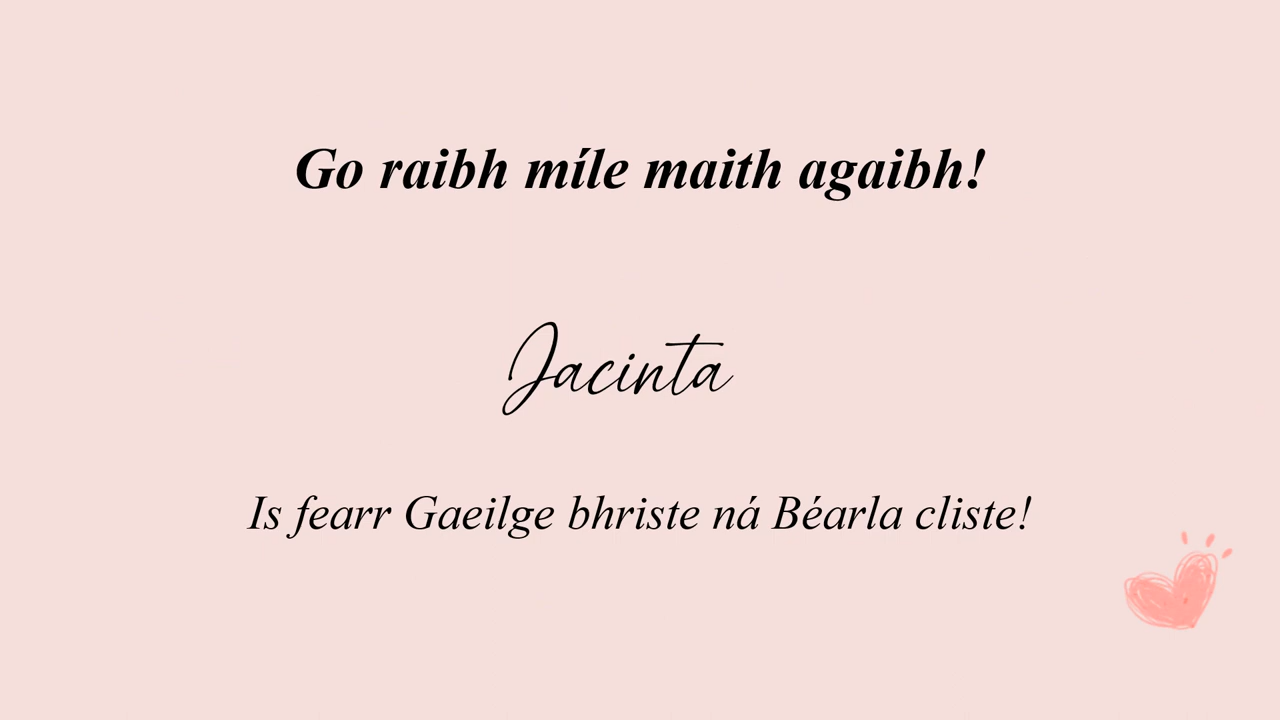 Go raibh míle maith agaibh!
Jacinta
Is fearr Gaeilge bhriste ná Béarla cliste!